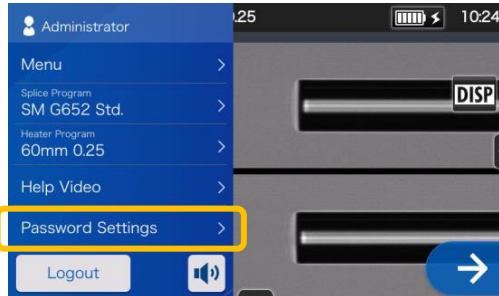 Administrator
.25
10:24
Menu
Splice Program
SM G652 Std.
DISP
Heater Program
60mm 0.25
Help Video
Password Settings
Logout